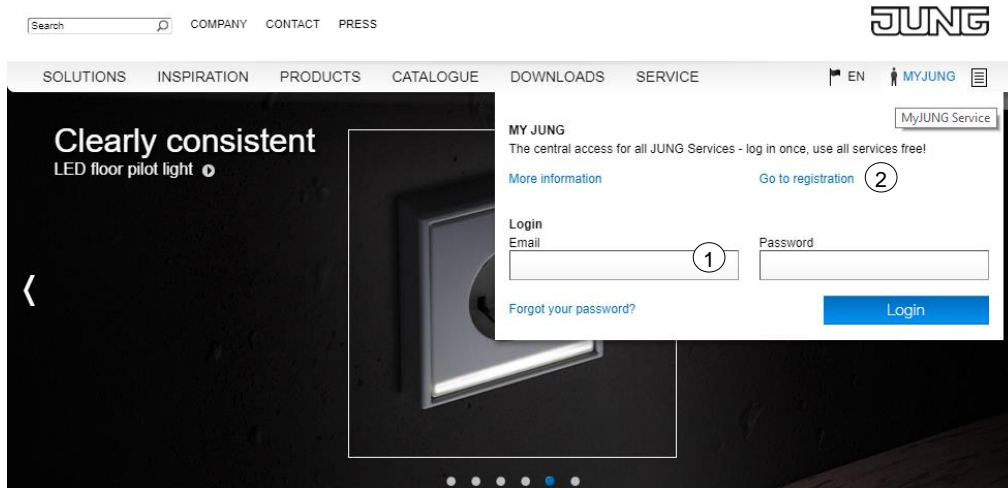 Search COMPANY CONTACT PRESS
JUNG
SOLUTIONS INSPIRATION PRODUCTS CATALOGUE DOWNLOADS SERVICE EN MYJUNG
MyJUNG Service
Clearly consistent
LED floor pilot light
MY JUNG
The central access for all JUNG Services - log in once, use all services free!
More information Go to registration 2
Login
Email Password
1
Forgot your password? Login